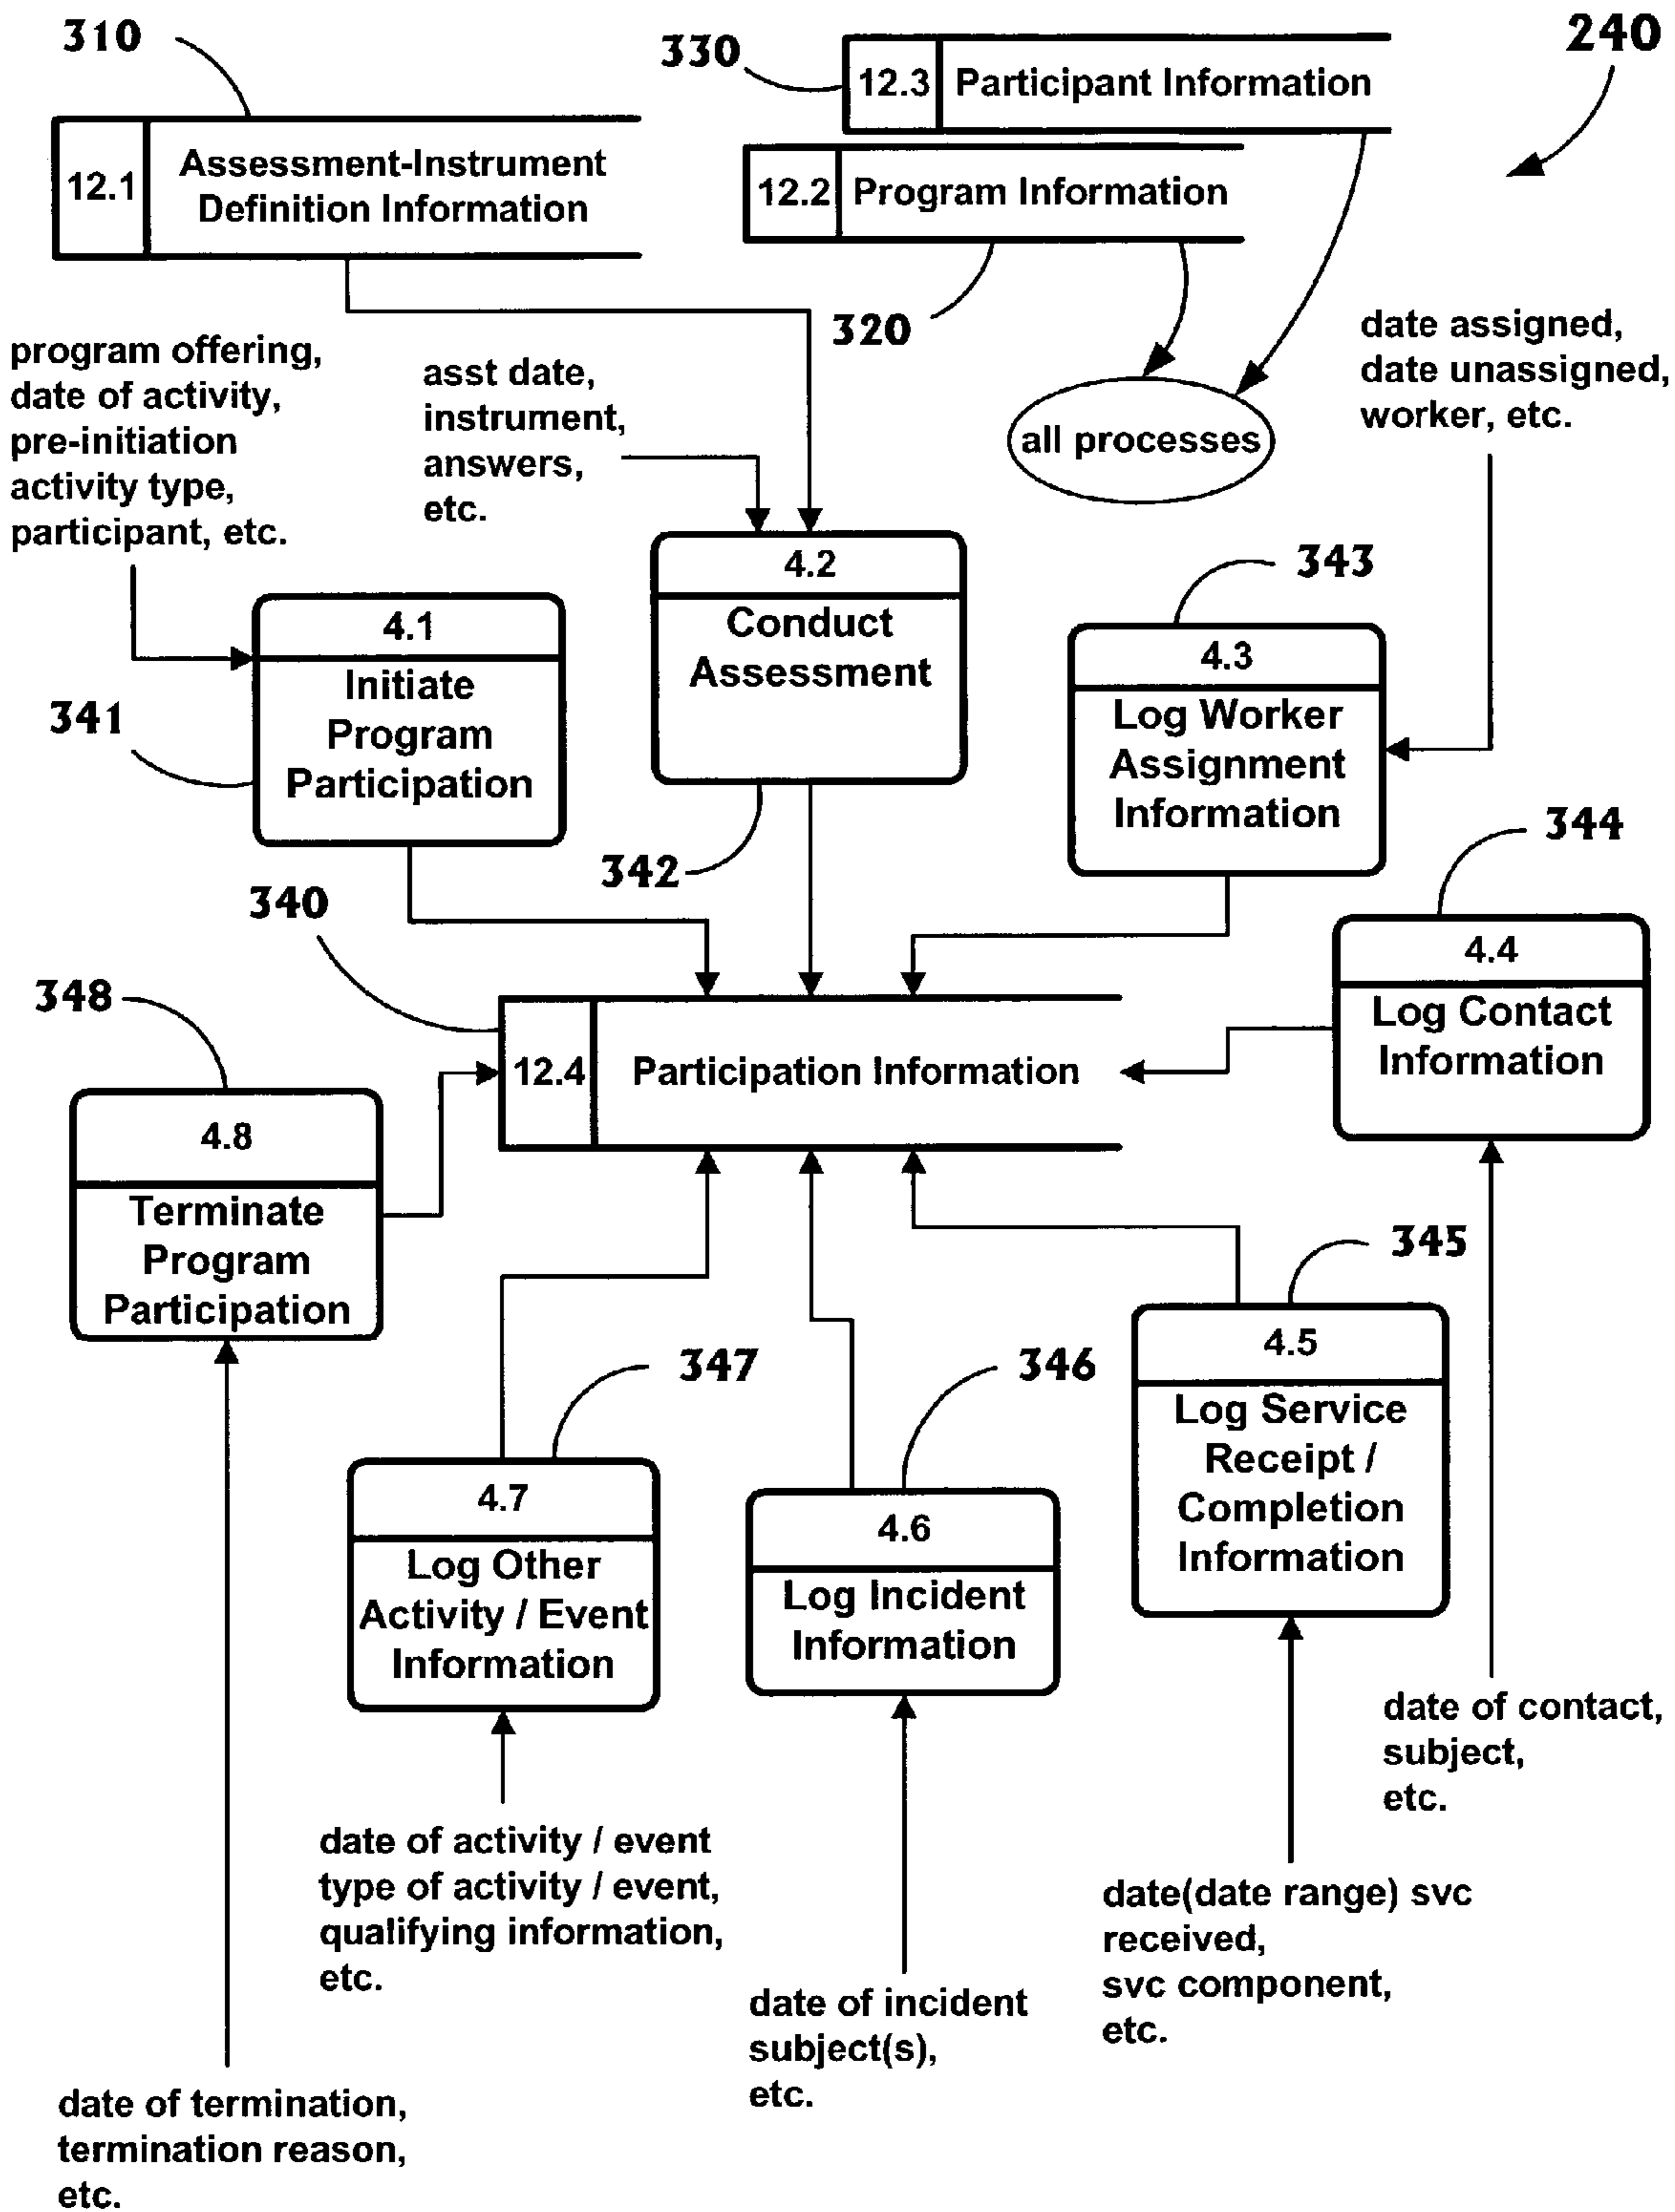 310
330
240
12.3 Participant Information
12.1
Assessment-Instrument
Definition Information
12.2 Program Information
320
program offering,
date of activity,
pre-initiation
activity type,
participant, etc.
asst date,
instrument,
answers,
etc.
all processes
date assigned,
date unassigned,
worker, etc.
341
4.1
Initiate
Program
Participation
4.2
Conduct
Assessment
342
343
4.3
Log Worker
Assignment
Information
344
4.4
Log Contact
Information
340
12.4 Participation Information
348
4.8
Terminate
Program
Participation
347
4.7
Log Other
Activity / Event
Information
346
4.6
Log Incident
Information
345
4.5
Log Service
Receipt /
Completion
Information
date of contact,
subject,
etc.
date of activity / event
type of activity / event,
qualifying information,
etc.
date(date range) svc
received,
svc component,
etc.
date of incident
subject(s),
etc.
date of termination,
termination reason,
etc.